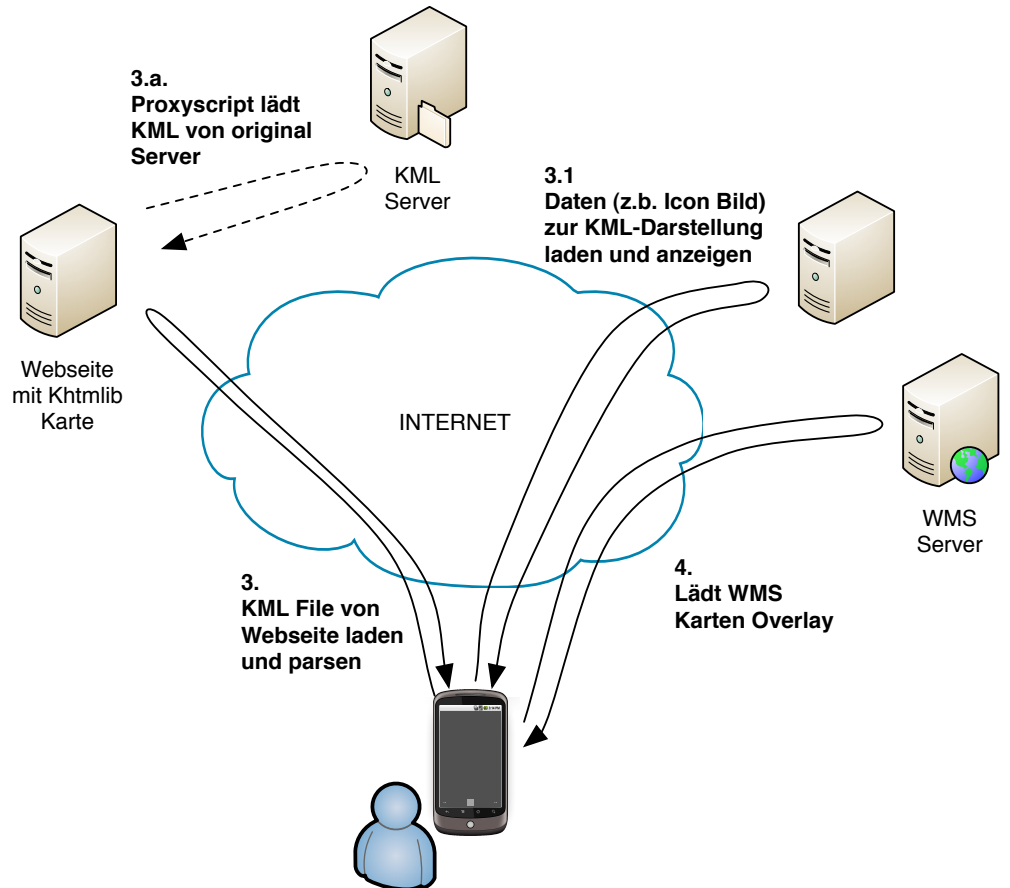 3.a.
Proxyscript lädt
KML von original
Server
KML
Server
3.1
Daten (z.b. Icon Bild)
zur KML-Darstellung
laden und anzeigen
Webseite
mit Khtmlib
Karte
INTERNET
WMS
Server
3.
KML File von
Webseite laden
und parsen
4.
Lädt WMS
Karten Overlay